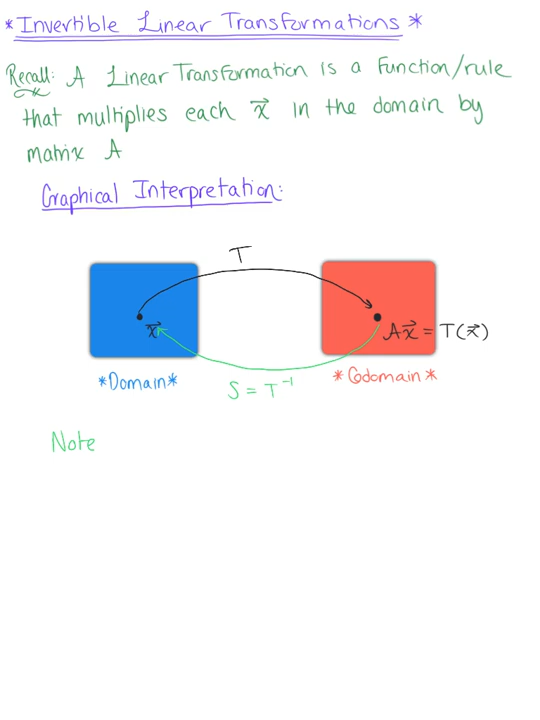 *Invertible Linear Transformations*
Recall: A Linear Transformation is a function/rule
that multiplies each x⃗ in the domain by
matrix A
Graphical Interpretation:
T
x⃗
Ax⃗ = T(x⃗)
*Domain*
S = T⁻¹
*Codomain*
Note